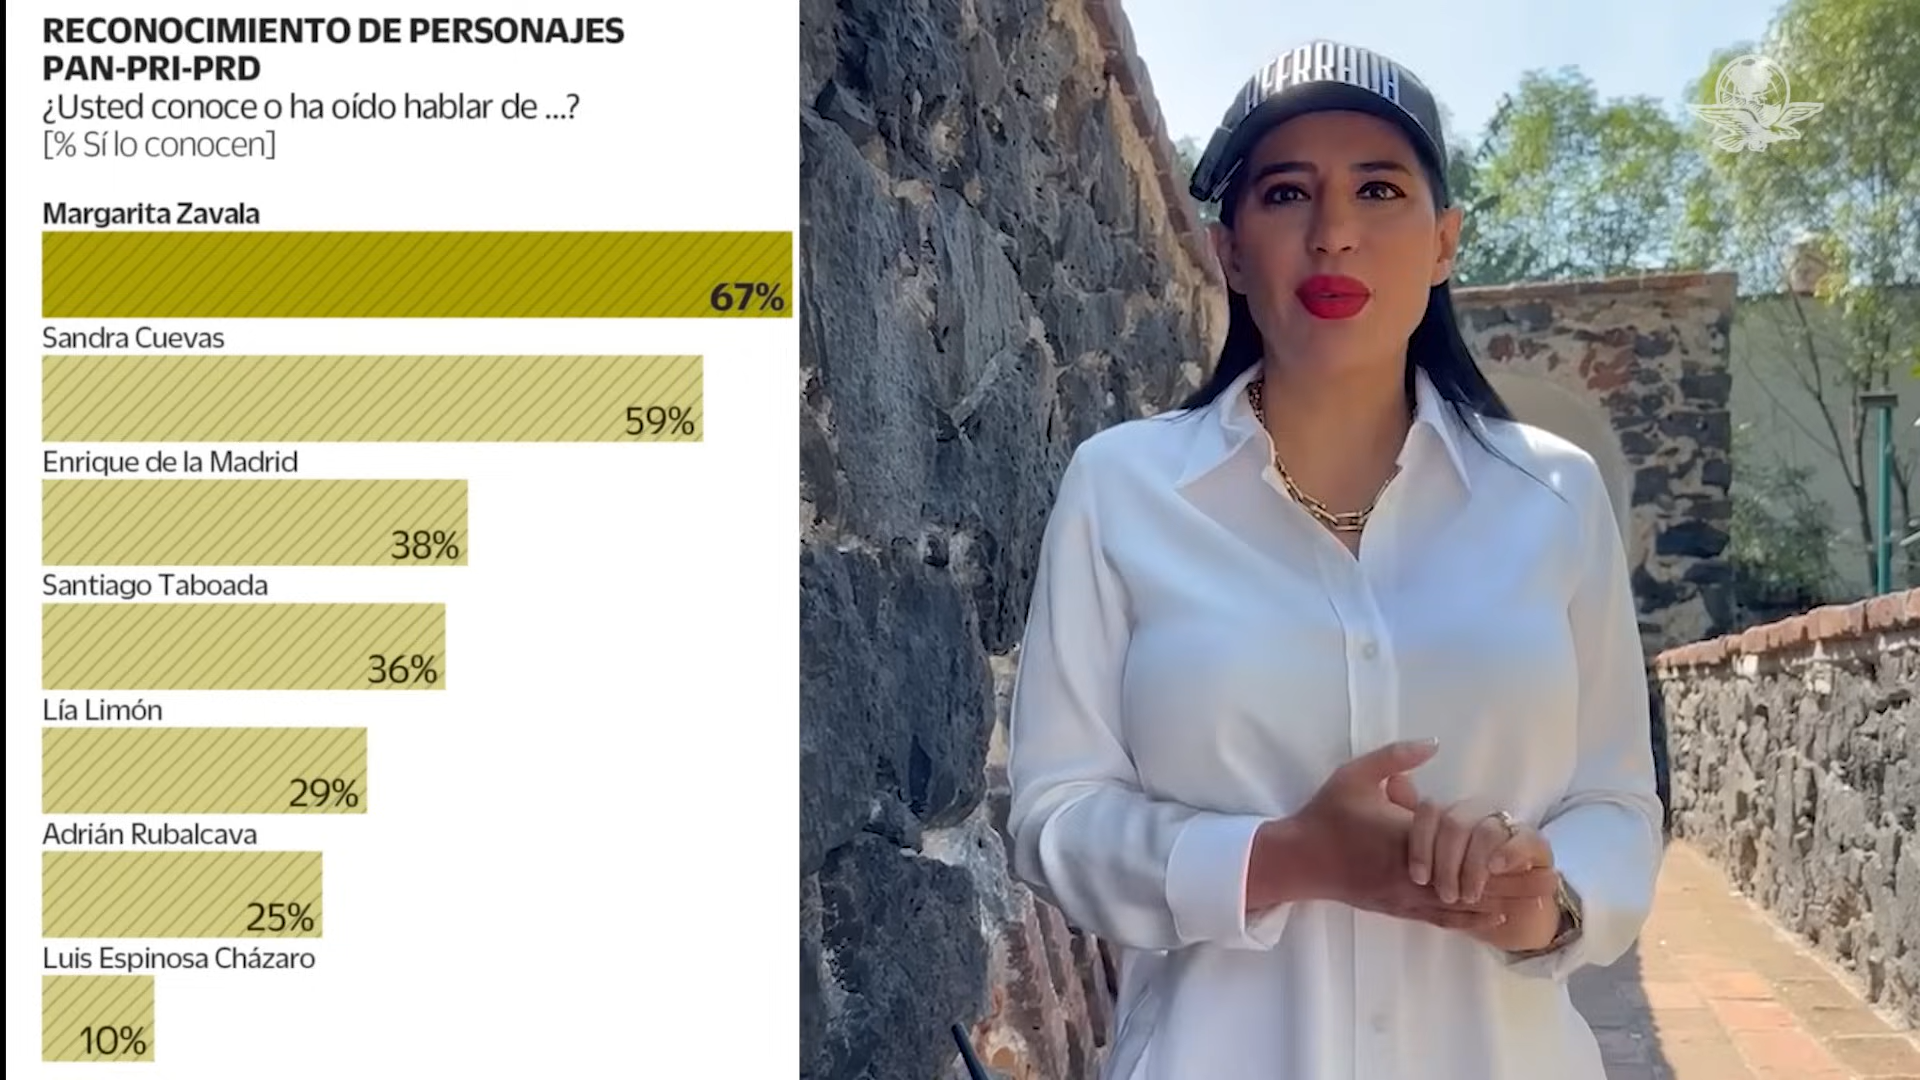 RECONOCIMIENTO DE PERSONAJES
PAN-PRI-PRD
¿Usted conoce o ha oído hablar de ...?
[% Sí lo conocen]
Margarita Zavala
67%
Sandra Cuevas
59%
Enrique de la Madrid
38%
Santiago Taboada
36%
Lía Limón
29%
Adrián Rubalcava
25%
Luis Espinosa Cházaro
10%